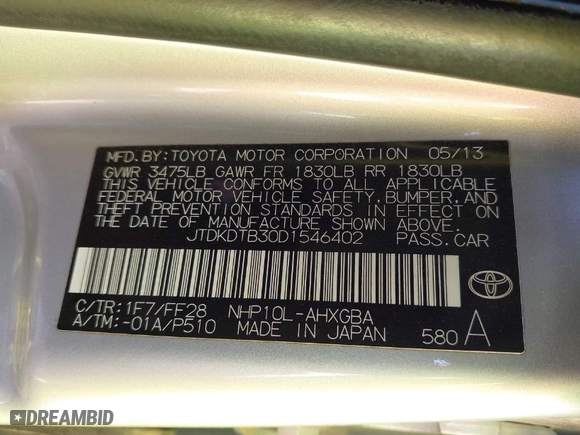 MFD.BY:TOYOTA MOTOR CORPORATION 05/13
GVWR 3475LB GAWR FR 1830LB RR 1830LB
THIS VEHICLE CONFORMS TO ALL APPLICABLE
FEDERAL MOTOR VEHICLE SAFETY, BUMPER, AND
THEFT PREVENTION STANDARDS IN EFFECT ON
THE DATE OF MANUFACTURE SHOWN ABOVE.
JTDKDTB30D1546402 PASS.CAR
C/TR:1F7/FF28 NHP10L-AHXGBA
A/TM:-01A/P510 MADE IN JAPAN 580 A
DREAMBID